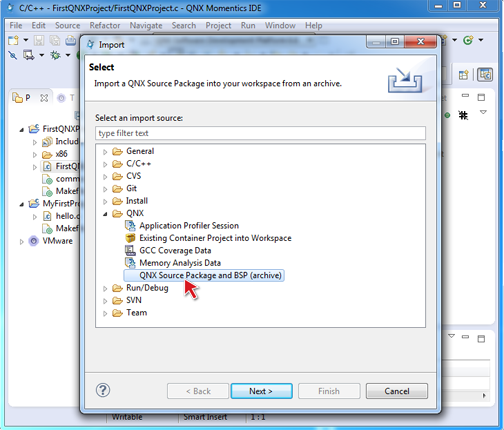 C/C++ - FirstQNXProject/FirstQNXProject.c - QNX Momentics IDE
File Edit Source Refactor Navigate Search Project Run Window Help
Import
Select
Import a QNX Source Package into your workspace from an archive.
Select an import source:
type filter text
General
C/C++
CVS
Git
Install
QNX
Application Profiler Session
Existing Container Project into Workspace
GCC Coverage Data
Memory Analysis Data
QNX Source Package and BSP (archive)
Run/Debug
SVN
Team
? < Back Next > Finish Cancel
P T
FirstQNXP
Includ
x86
FirstQ
comm
Makef
MyFirstPro
hello.c
Makef
VMware
Writable Smart Insert 1 : 1